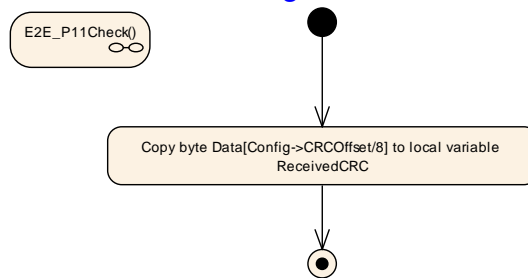 E2E_P11Check()
Copy byte Data[Config->CRCOffset/8] to local variable
ReceivedCRC